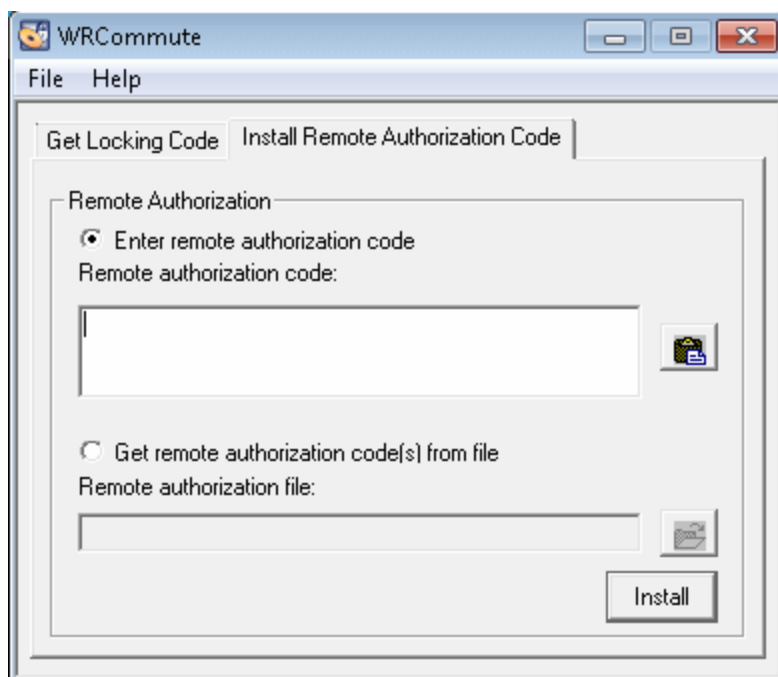 WRCommute
File Help
Get Locking Code Install Remote Authorization Code
Remote Authorization
Enter remote authorization code
Remote authorization code:
Get remote authorization code(s) from file
Remote authorization file:
Install